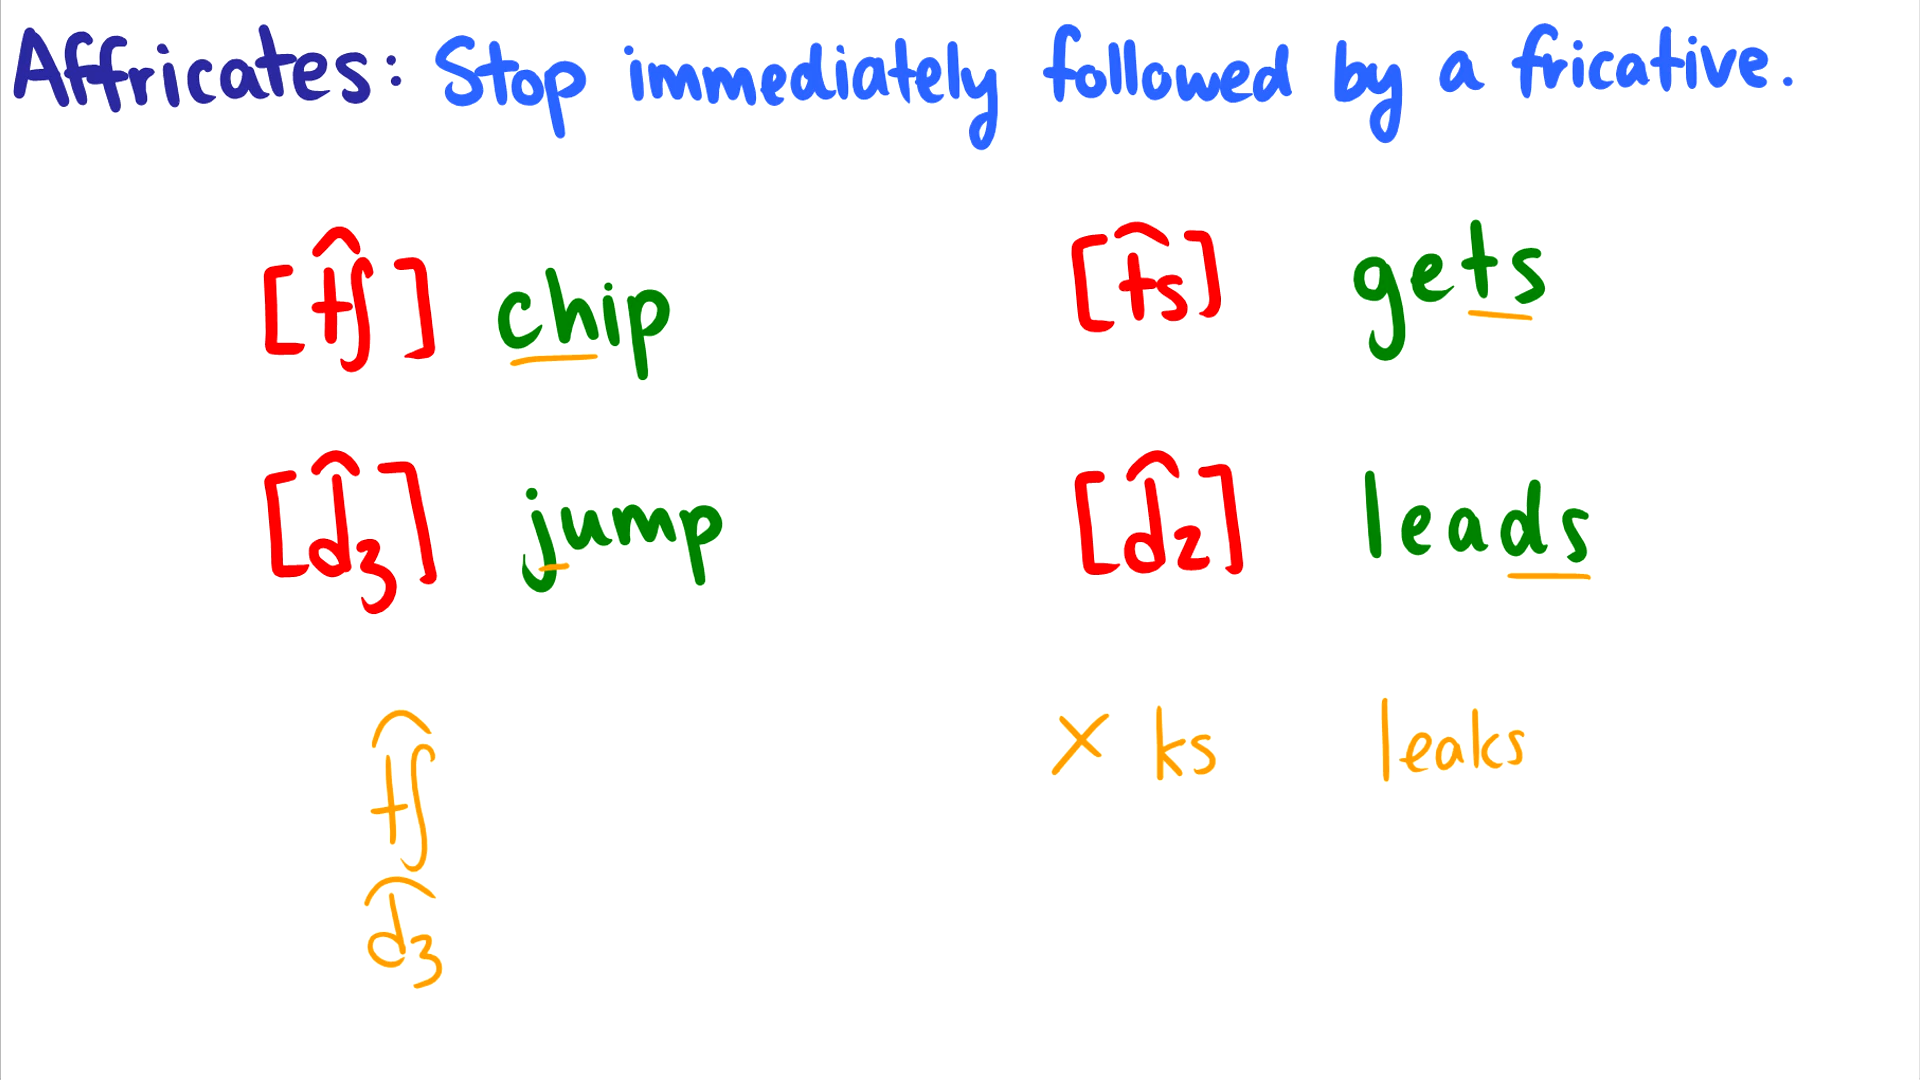 Affricates: Stop immediately followed by a fricative.
[t͡ʃ] chip [t͡s] gets
[d͡ʒ] jump [d͡z] leads
t͡ʃ × ks leaks
d͡ʒ